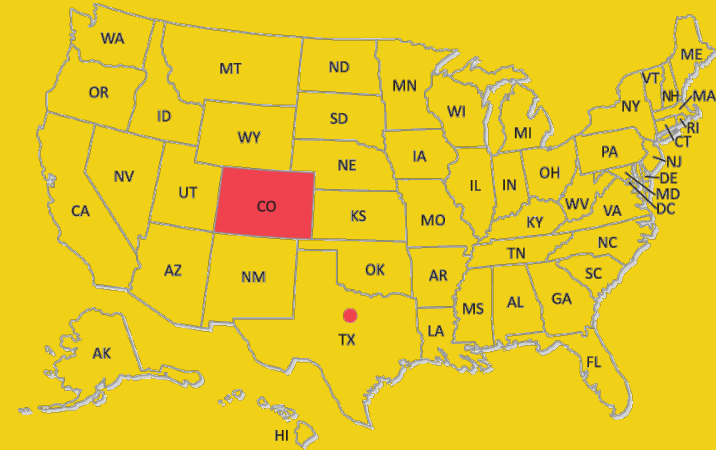 WA
MT
ND
MN
ME
VT
NH
MA
OR
ID
SD
WI
MI
NY
RI
CT
WY
IA
PA
NJ
NE
DE
NV
UT
CO
IL
IN
OH
MD
WV
DC
CA
KS
MO
KY
VA
AZ
NM
OK
AR
TN
NC
SC
MS
AL
GA
TX
LA
AK
FL
HI